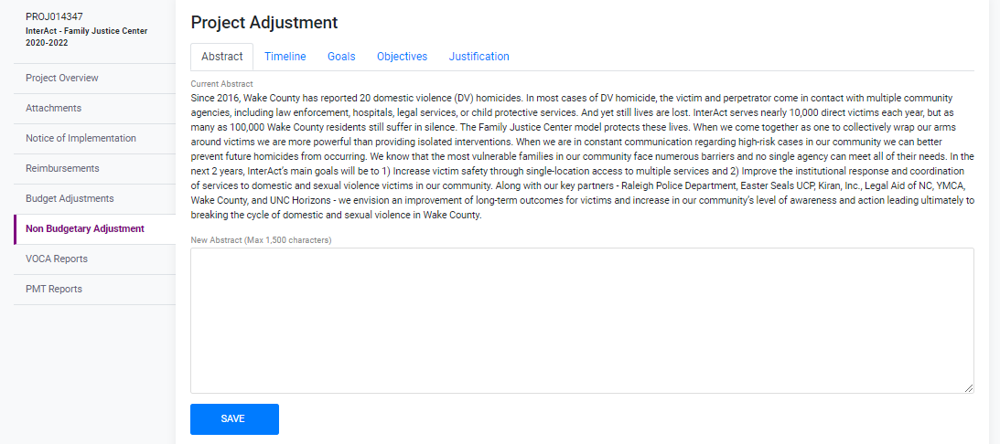 PROJ014347
InterAct - Family Justice Center
2020-2022
Project Overview
Attachments
Notice of Implementation
Reimbursements
Budget Adjustments
Non Budgetary Adjustment
VOCA Reports
PMT Reports
Project Adjustment
Abstract Timeline Goals Objectives Justification
Current Abstract
Since 2016, Wake County has reported 20 domestic violence (DV) homicides. In most cases of DV homicide, the victim and perpetrator come in contact with multiple community
agencies, including law enforcement, hospitals, legal services, or child protective services. And yet still lives are lost. InterAct serves nearly 10,000 direct victims each year, but as
many as 100,000 Wake County residents still suffer in silence. The Family Justice Center model protects these lives. When we come together as one to collectively wrap our arms
around victims we are more powerful than providing isolated interventions. When we are in constant communication regarding high-risk cases in our community we can better
prevent future homicides from occurring. We know that the most vulnerable families in our community face numerous barriers and no single agency can meet all of their needs. In the
next 2 years, InterAct’s main goals will be to 1) Increase victim safety through single-location access to multiple services and 2) Improve the institutional response and coordination
of services to domestic and sexual violence victims in our community. Along with our key partners - Raleigh Police Department, Easter Seals UCP, Kiran, Inc., Legal Aid of NC, YMCA,
Wake County, and UNC Horizons - we envision an improvement of long-term outcomes for victims and increase in our community’s level of awareness and action leading ultimately to
breaking the cycle of domestic and sexual violence in Wake County.
New Abstract (Max 1,500 characters)
SAVE